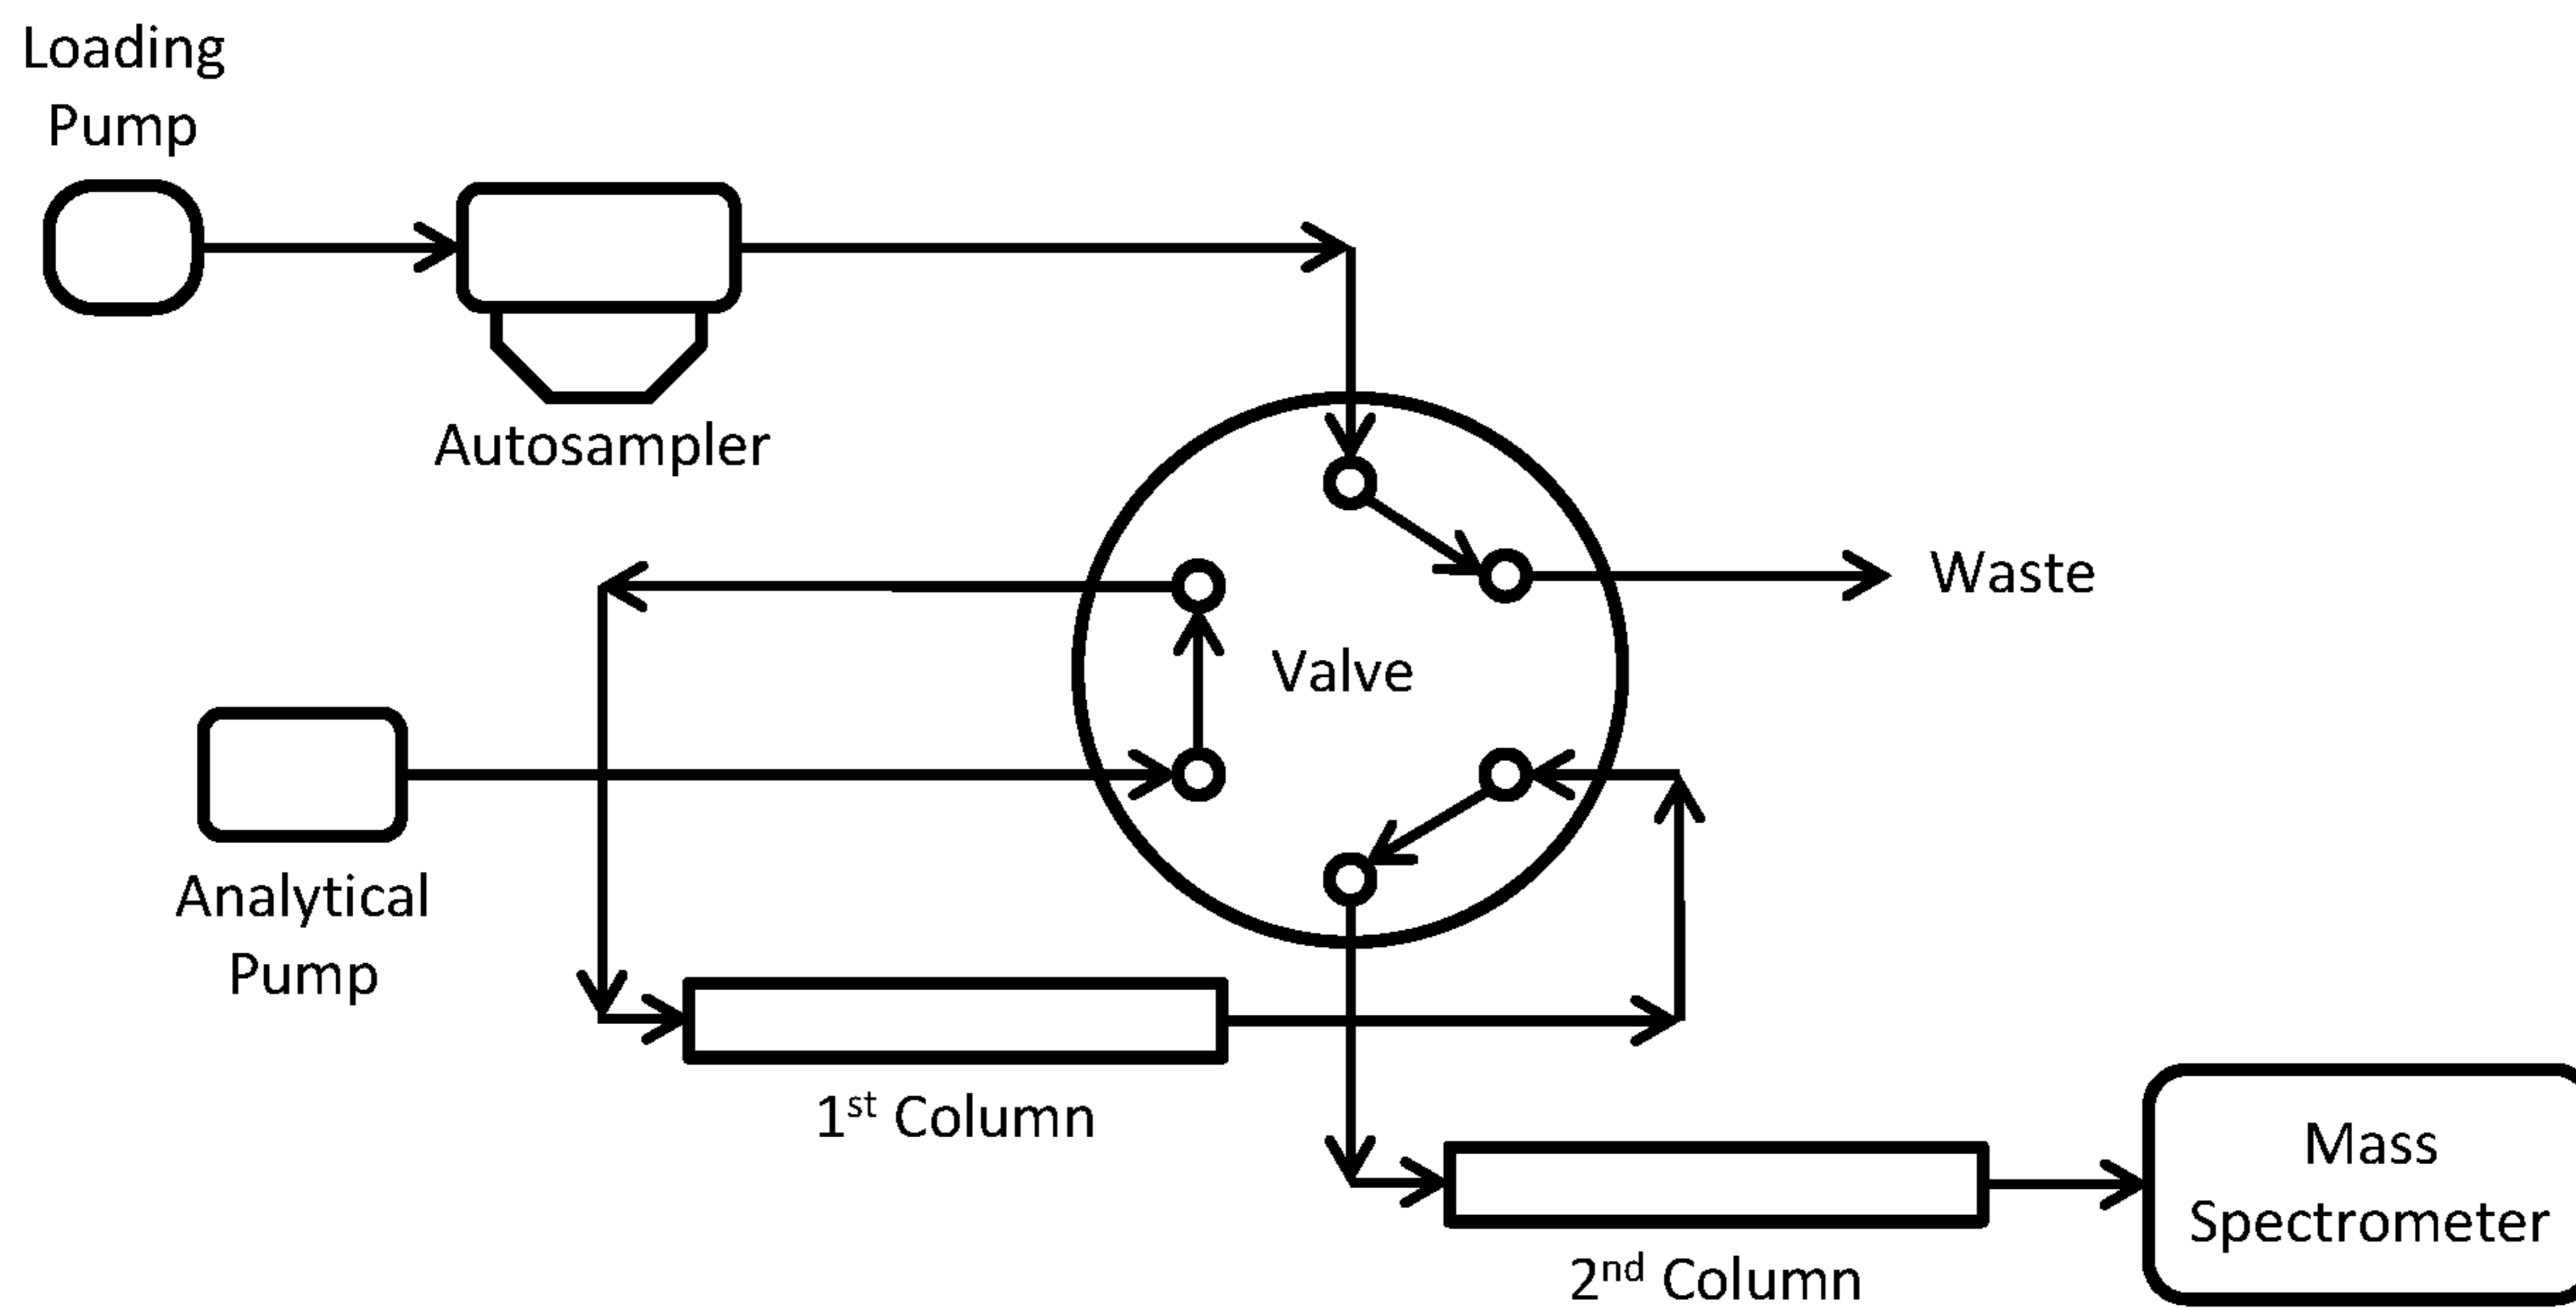 Loading
Pump
Autosampler
Waste
Valve
Analytical
Pump
1st Column
Mass
Spectrometer
2nd Column